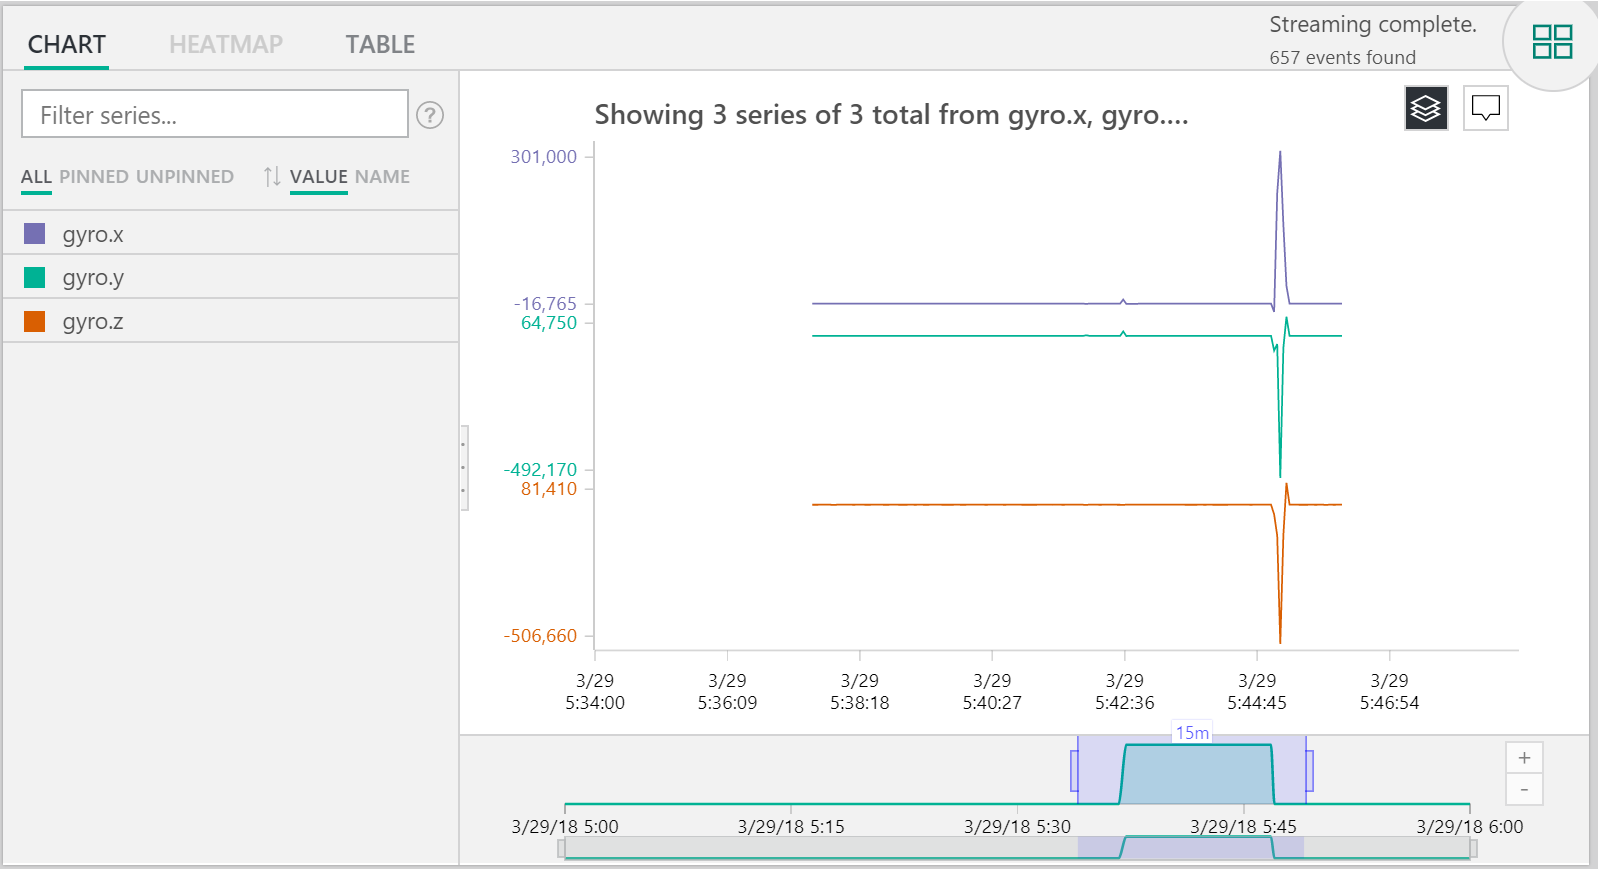 CHART HEATMAP TABLE
Streaming complete.
657 events found
Filter series...
?
ALL PINNED UNPINNED VALUE NAME
gyro.x
gyro.y
gyro.z
Showing 3 series of 3 total from gyro.x, gyro....
301,000
-16,765
64,750
-492,170
81,410
-506,660
3/29 3/29 3/29 3/29 3/29 3/29 3/29
5:34:00 5:36:09 5:38:18 5:40:27 5:42:36 5:44:45 5:46:54
15m
+
-
3/29/18 5:00 3/29/18 5:15 3/29/18 5:30 3/29/18 5:45 3/29/18 6:00